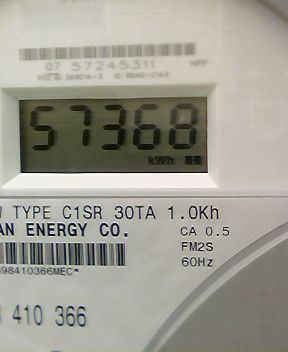 07 57245311
57368
kWh
TYPE C1SR 30TA 1.0Kh
AN ENERGY CO.
CA 0.5
FM2S
98410366MEC*
60Hz
410 366